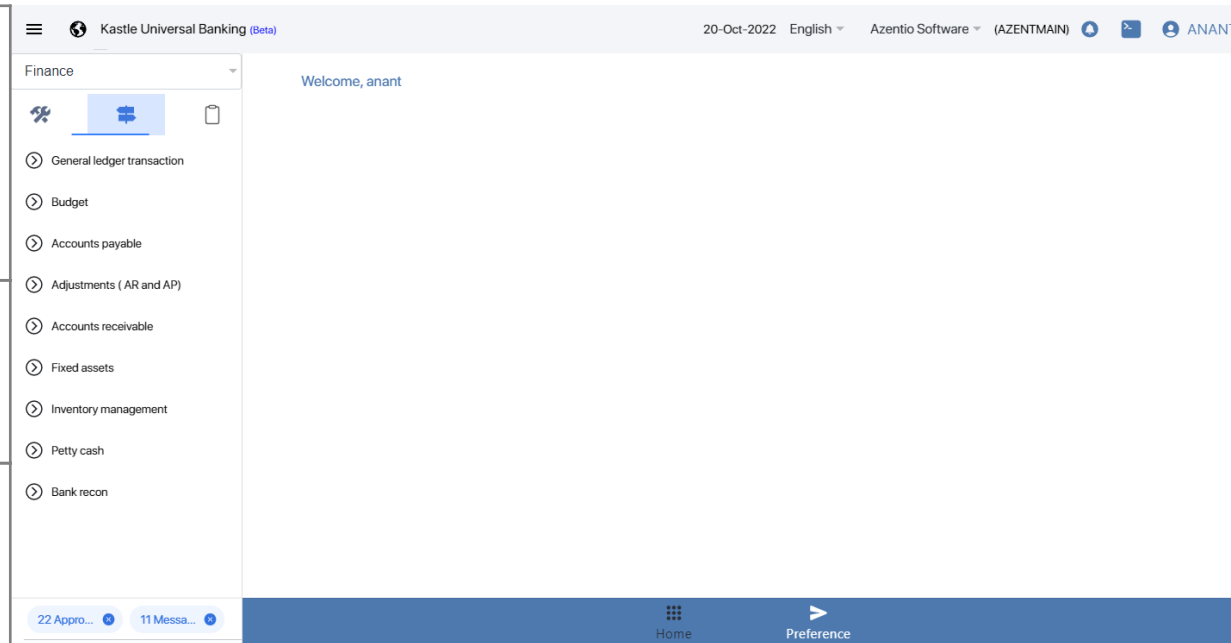 Kastle Universal Banking (Beta) 20-Oct-2022 English Azentio Software (AZENTMAIN) ANANT
Finance
Welcome, anant
General ledger transaction
Budget
Accounts payable
Adjustments ( AR and AP)
Accounts receivable
Fixed assets
Inventory management
Petty cash
Bank recon
22 Appro... 11 Messa...
Home Preference